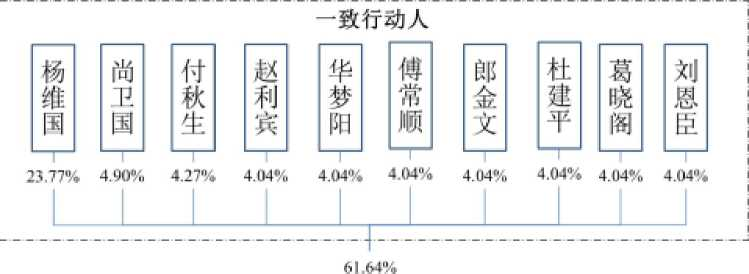 一致行动人
杨维国
尚卫国
付秋生
赵利宾
华梦阳
傅常顺
郎金文
杜建平
葛晓阁
刘恩臣
23.77% 4.90% 4.27% 4.04% 4.04% 4.04% 4.04% 4.04% 4.04% 4.04%
61.64%